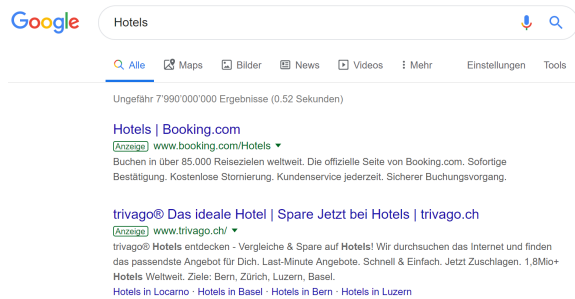 Google
Hotels
Alle Maps Bilder News Videos Mehr Einstellungen Tools
Ungefähr 7'990'000'000 Ergebnisse (0.52 Sekunden)
Hotels | Booking.com
Anzeige www.booking.com/Hotels
Buchen in über 85.000 Reisezielen weltweit. Die offizielle Seite von Booking.com. Sofortige
Bestätigung. Kostenlose Stornierung. Kundenservice jederzeit. Sicherer Buchungsvorgang.
trivago® Das ideale Hotel | Spare Jetzt bei Hotels | trivago.ch
Anzeige www.trivago.ch/
trivago® Hotels entdecken - Vergleiche & Spare auf Hotels! Wir durchsuchen das Internet und finden
das passendste Angebot für Dich. Last-Minute Angebote. Schnell & Einfach. Jetzt Zuschlagen. 1,8Mio+
Hotels Weltweit. Ziele: Bern, Zürich, Luzern, Basel.
Hotels in Locarno · Hotels in Basel · Hotels in Bern · Hotels in Luzern